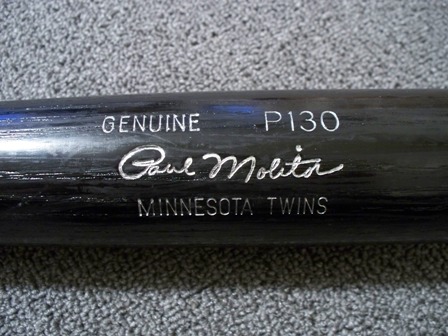 GENUINE P130
Paul Molitor
MINNESOTA TWINS